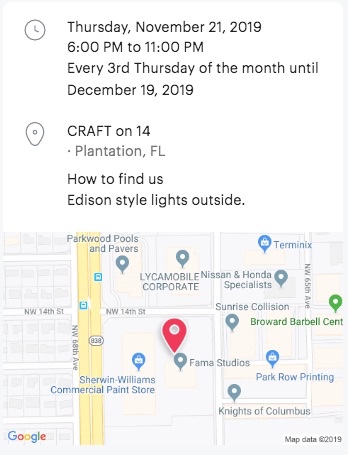 Thursday, November 21, 2019
6:00 PM to 11:00 PM
Every 3rd Thursday of the month until
December 19, 2019
CRAFT on 14
· Plantation, FL
How to find us
Edison style lights outside.
Parkwood Pools
and Pavers
Terminix
LYCAMOBILE
CORPORATE
Nissan & Honda
Specialists
NW 65th Ave
NW 14th St
NW 14th St
Sunrise Collision
Broward Barbell Cent
NW 68th Ave
838
Fama Studios
Sherwin-Williams
Commercial Paint Store
Park Row Printing
Knights of Columbus
Google
Map data ©2019